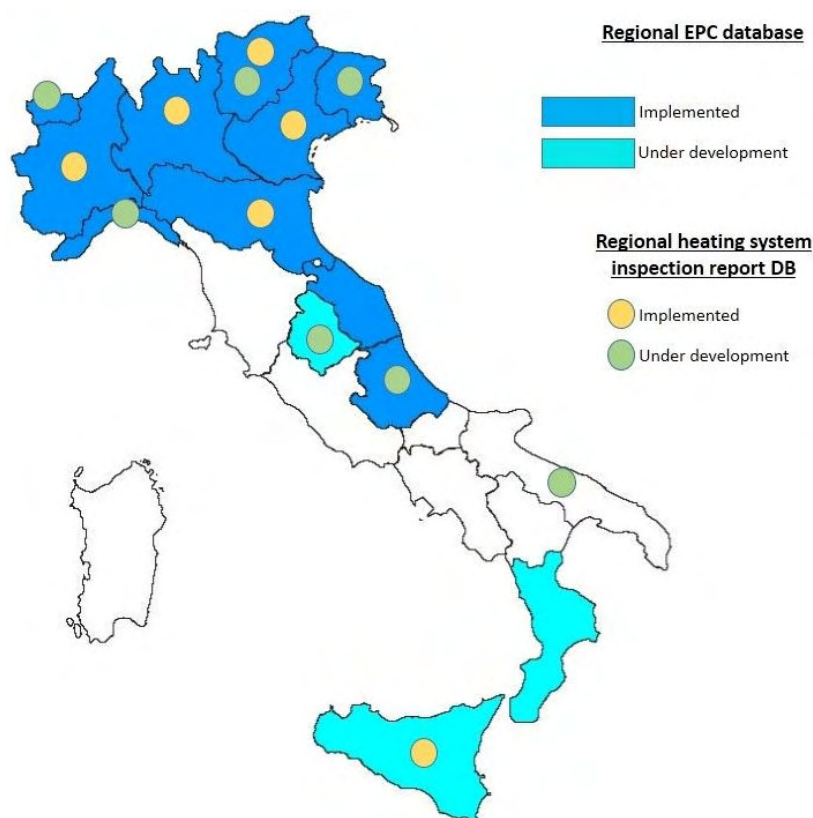 Regional EPC database
Implemented
Under development
Regional heating system
inspection report DB
Implemented
Under development